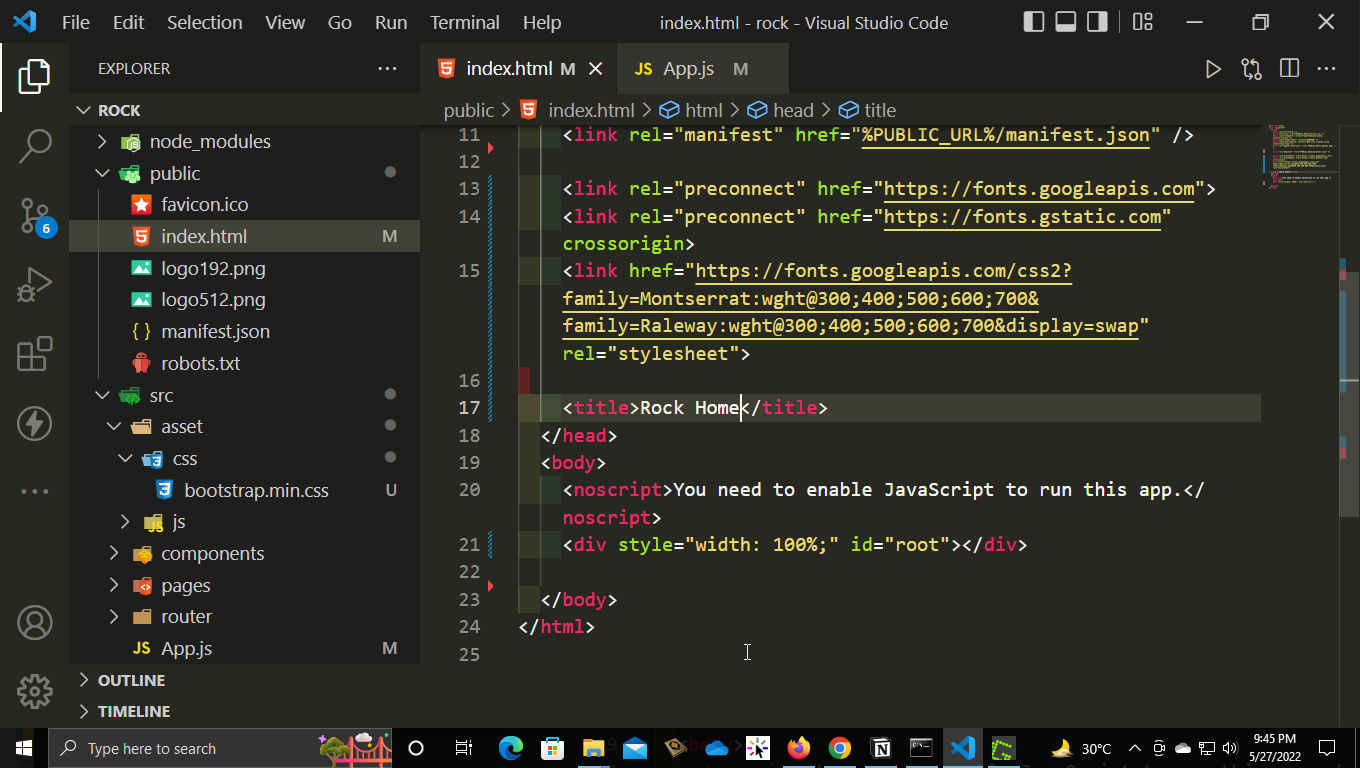 File Edit Selection View Go Run Terminal Help index.html - rock - Visual Studio Code
EXPLORER
ROCK
node_modules
public
favicon.ico
index.html M
logo192.png
logo512.png
manifest.json
robots.txt
src
asset
css
bootstrap.min.css U
js
components
pages
router
App.js M
OUTLINE
TIMELINE
6
index.html M
JS App.js M
public > index.html > html > head > title
11 <link rel="manifest" href="%PUBLIC_URL%/manifest.json" />
12
13 <link rel="preconnect" href="https://fonts.googleapis.com">
14 <link rel="preconnect" href="https://fonts.gstatic.com"
crossorigin>
15 <link href="https://fonts.googleapis.com/css2?
family=Montserrat:wght@300;400;500;600;700&
family=Raleway:wght@300;400;500;600;700&display=swap"
rel="stylesheet">
16
17 <title>Rock Home</title>
18 </head>
19 <body>
20 <noscript>You need to enable JavaScript to run this app.</
noscript>
21 <div style="width: 100%;" id="root"></div>
22
23 </body>
24 </html>
25
Type here to search
30°C
9:45 PM
5/27/2022